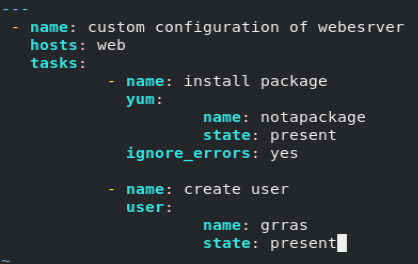 ---
- name: custom configuration of webesrver
hosts: web
tasks:
- name: install package
yum:
name: notapackage
state: present
ignore_errors: yes
- name: create user
user:
name: grras
state: present
~